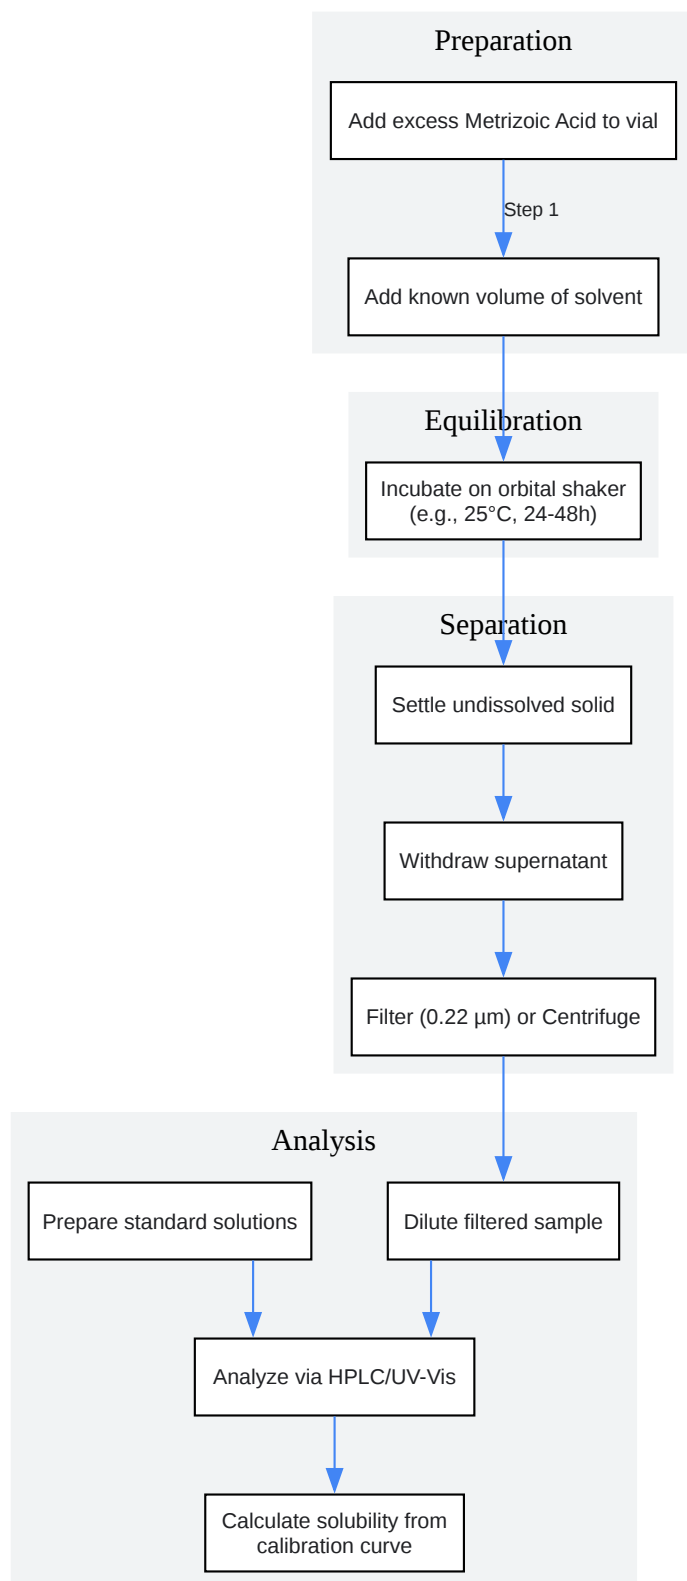 Preparation
Add excess Metrizoic Acid to vial
Step 1
Add known volume of solvent
Equilibration
Incubate on orbital shaker
(e.g., 25°C, 24-48h)
Separation
Settle undissolved solid
Withdraw supernatant
Filter (0.22 µm) or Centrifuge
Analysis
Prepare standard solutions
Dilute filtered sample
Analyze via HPLC/UV-Vis
Calculate solubility from
calibration curve